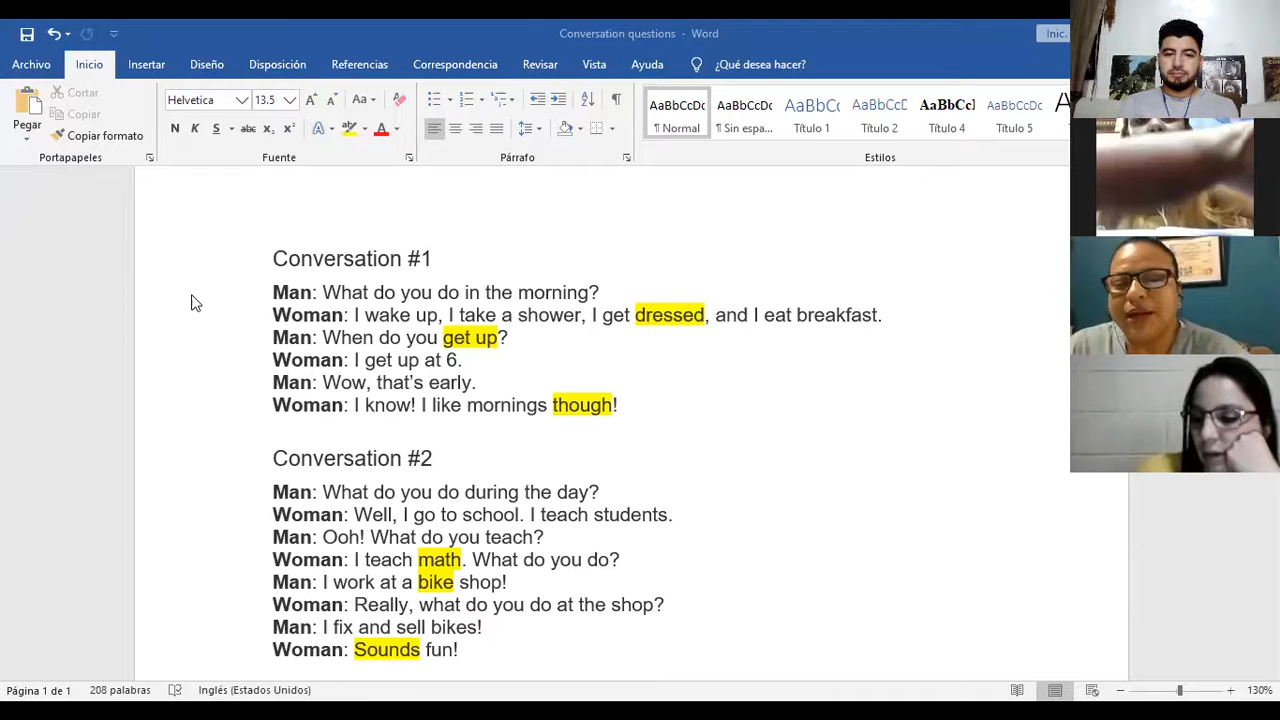 Conversation questions - Word
Inic.
Archivo Inicio Insertar Diseño Disposición Referencias Correspondencia Revisar Vista Ayuda ¿Qué desea hacer?
Pegar
Cortar
Copiar
Copiar formato
Portapapeles
Helvetica 13.5
Fuente
Párrafo
AaBbCcDc AaBbCcDc AaBbCc AaBbCcD AaBbCcI AaBbCcDc
¶ Normal ¶ Sin espa... Título 1 Título 2 Título 4 Título 5
Estilos
Conversation #1
Man: What do you do in the morning?
Woman: I wake up, I take a shower, I get dressed, and I eat breakfast.
Man: When do you get up?
Woman: I get up at 6.
Man: Wow, that’s early.
Woman: I know! I like mornings though!
Conversation #2
Man: What do you do during the day?
Woman: Well, I go to school. I teach students.
Man: Ooh! What do you teach?
Woman: I teach math. What do you do?
Man: I work at a bike shop!
Woman: Really, what do you do at the shop?
Man: I fix and sell bikes!
Woman: Sounds fun!
Página 1 de 1 208 palabras Inglés (Estados Unidos) 130%